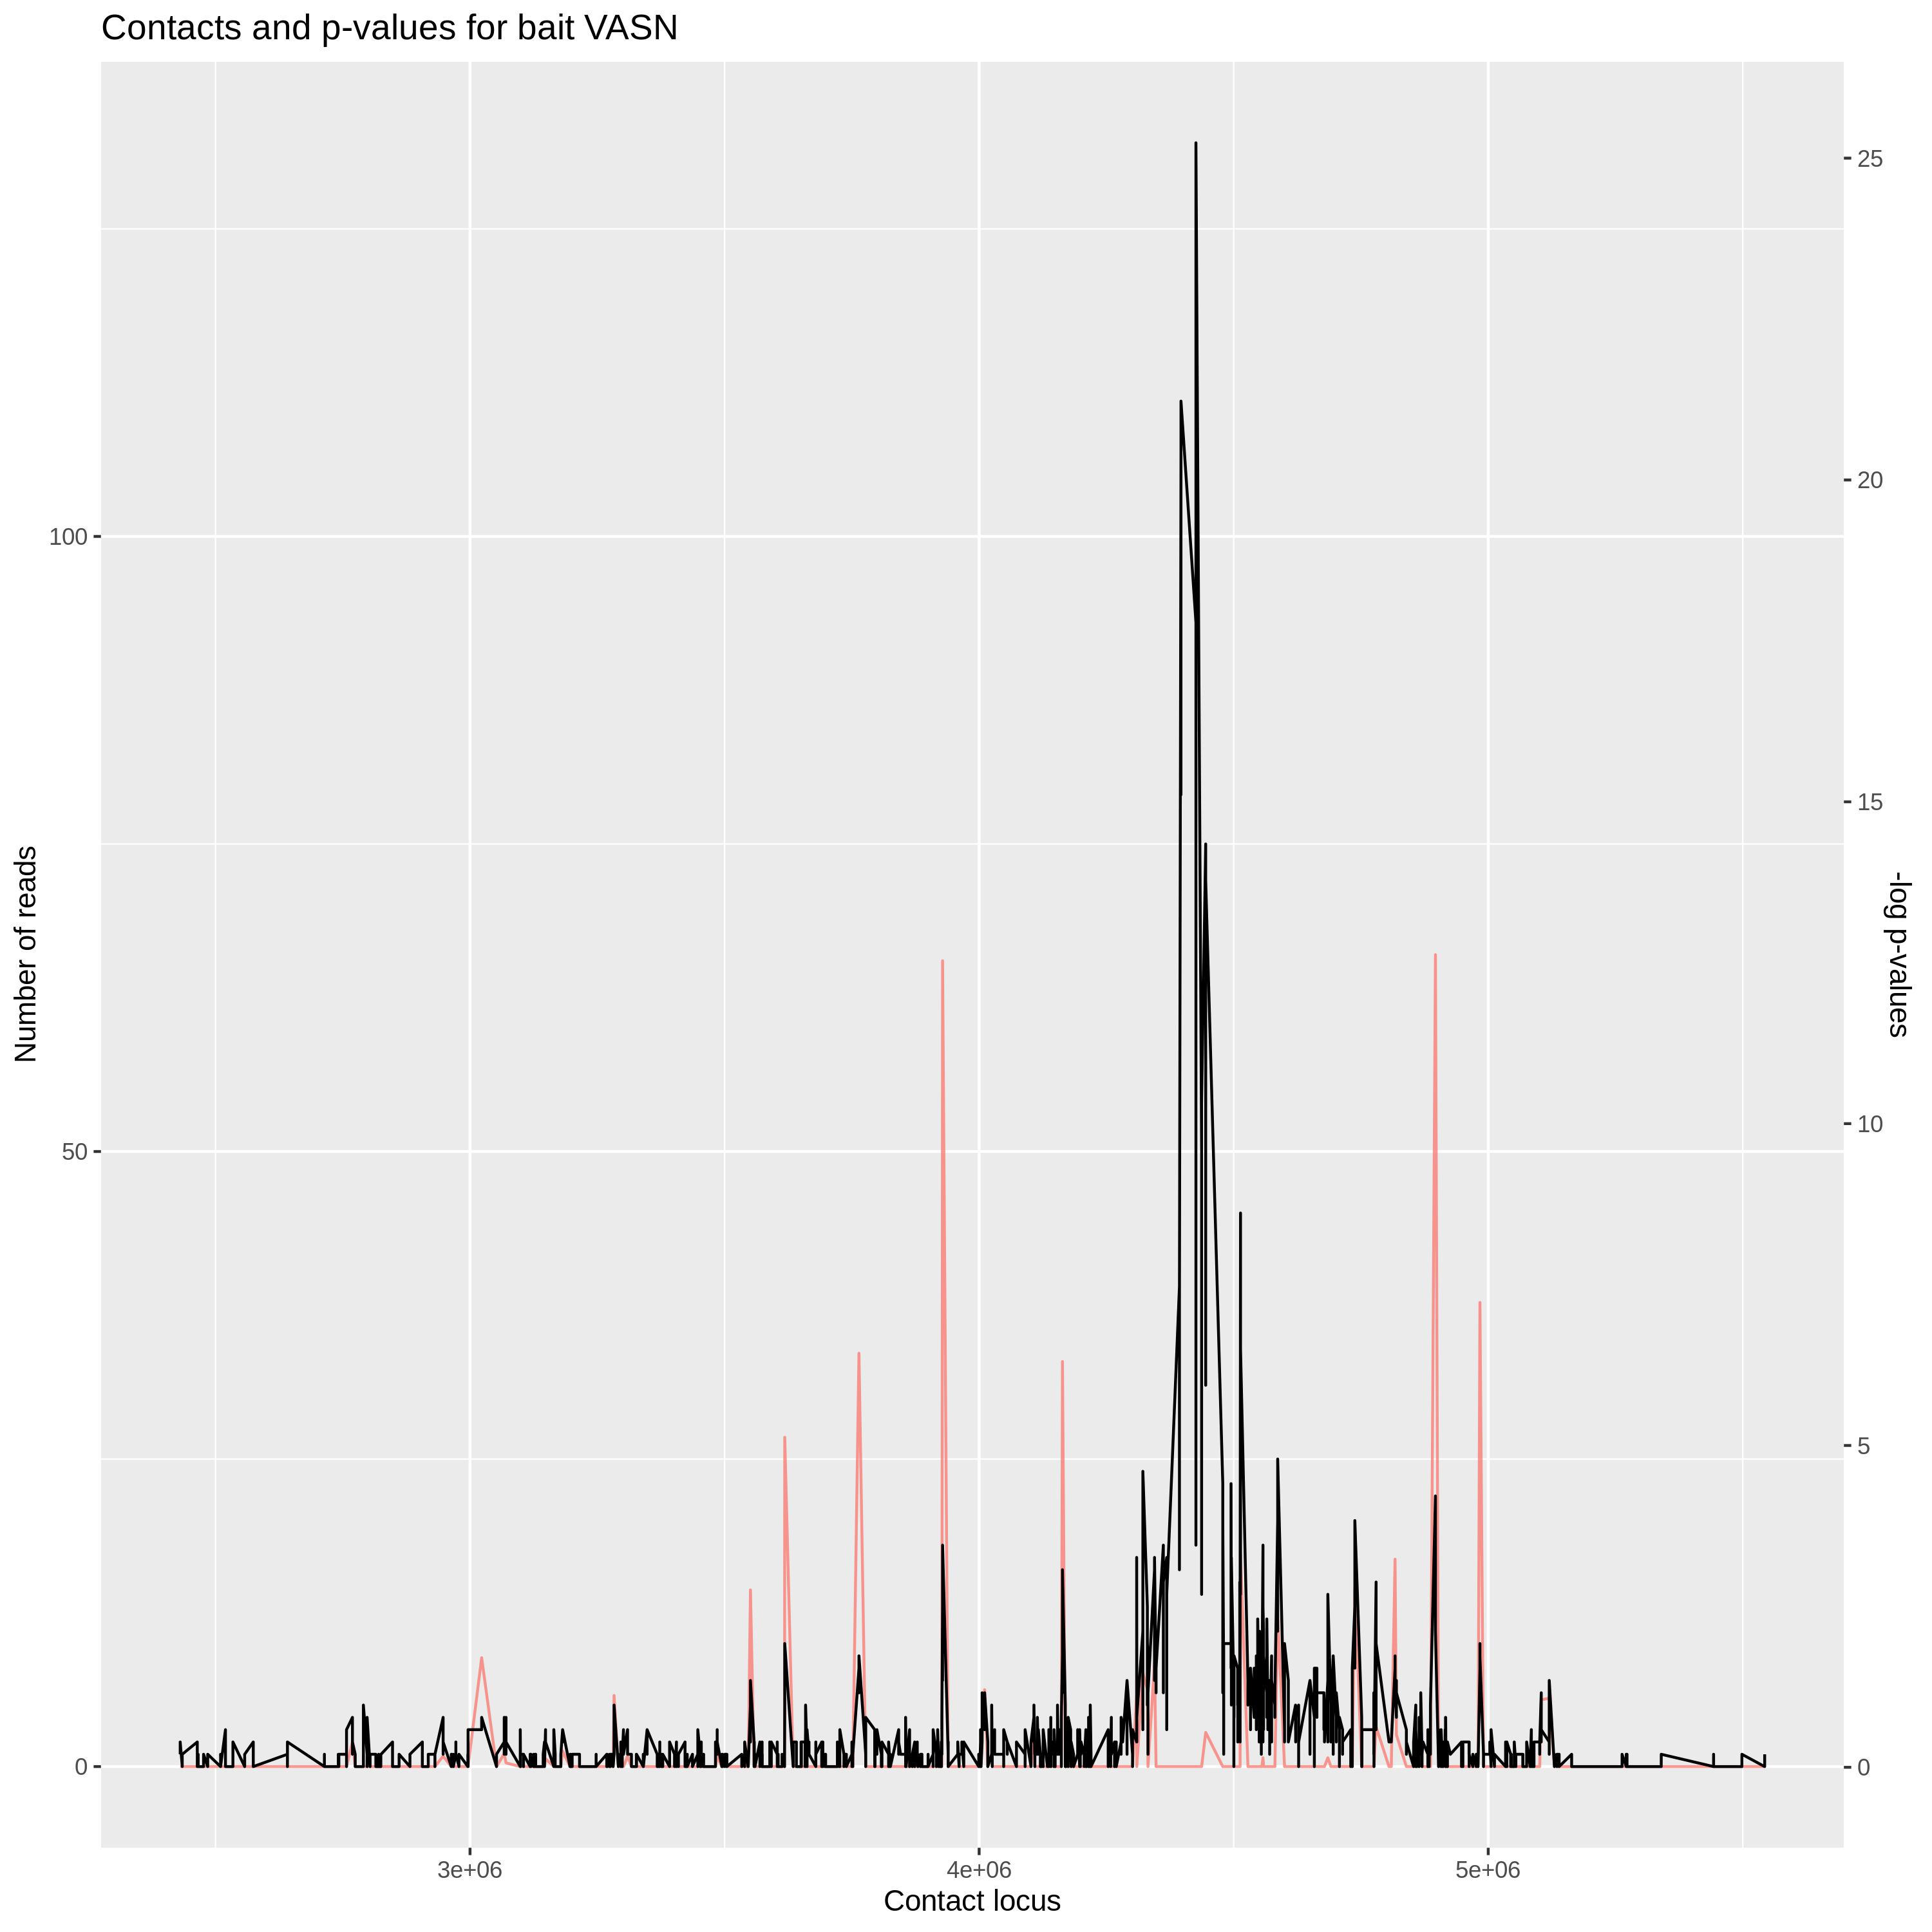 Contacts and p-values for bait VASN
Number of reads
100
50
0
25
20
15
10
5
0
-log p-values
3e+06
4e+06
5e+06
Contact locus